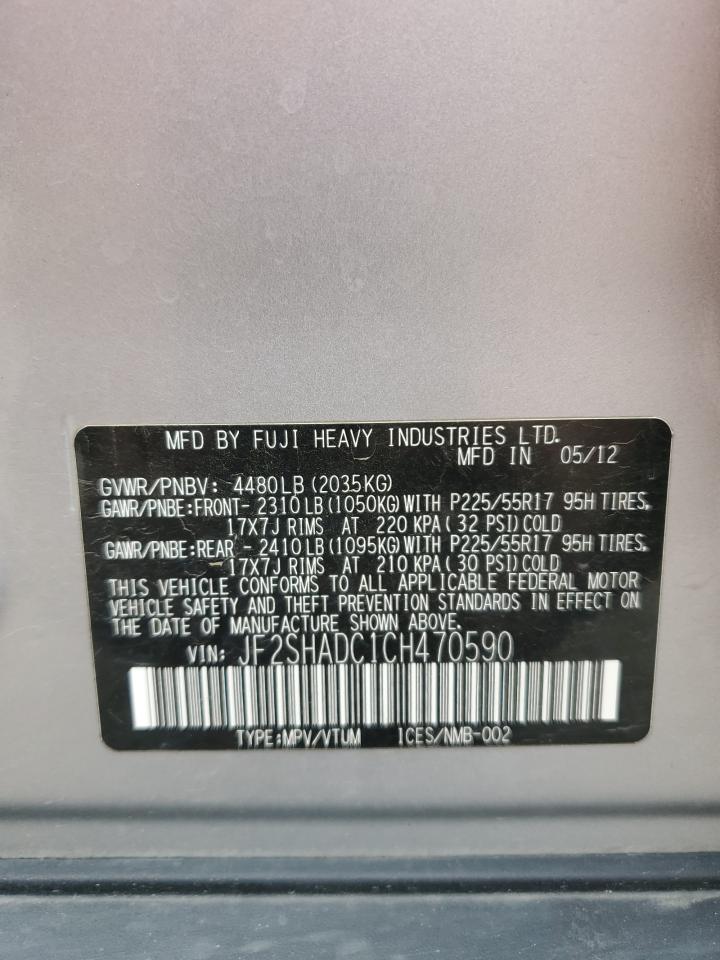 MFD BY FUJI HEAVY INDUSTRIES LTD.
MFD IN 05/12
GVWR/PNBV: 4480LB (2035KG)
GAWR/PNBE:FRONT- 2310LB (1050KG) WITH P225/55R17 95H TIRES,
17X7J RIMS AT 220 KPA (32 PSI) COLD
GAWR/PNBE:REAR - 2410LB (1095KG) WITH P225/55R17 95H TIRES,
17X7J RIMS AT 210 KPA (30 PSI) COLD
THIS VEHICLE CONFORMS TO ALL APPLICABLE FEDERAL MOTOR
VEHICLE SAFETY AND THEFT PREVENTION STANDARDS IN EFFECT ON
THE DATE OF MANUFACTURE SHOWN ABOVE.
VIN: JF2SHADC1CH470590
TYPE:MPV/VTUM ICES/NMB-002